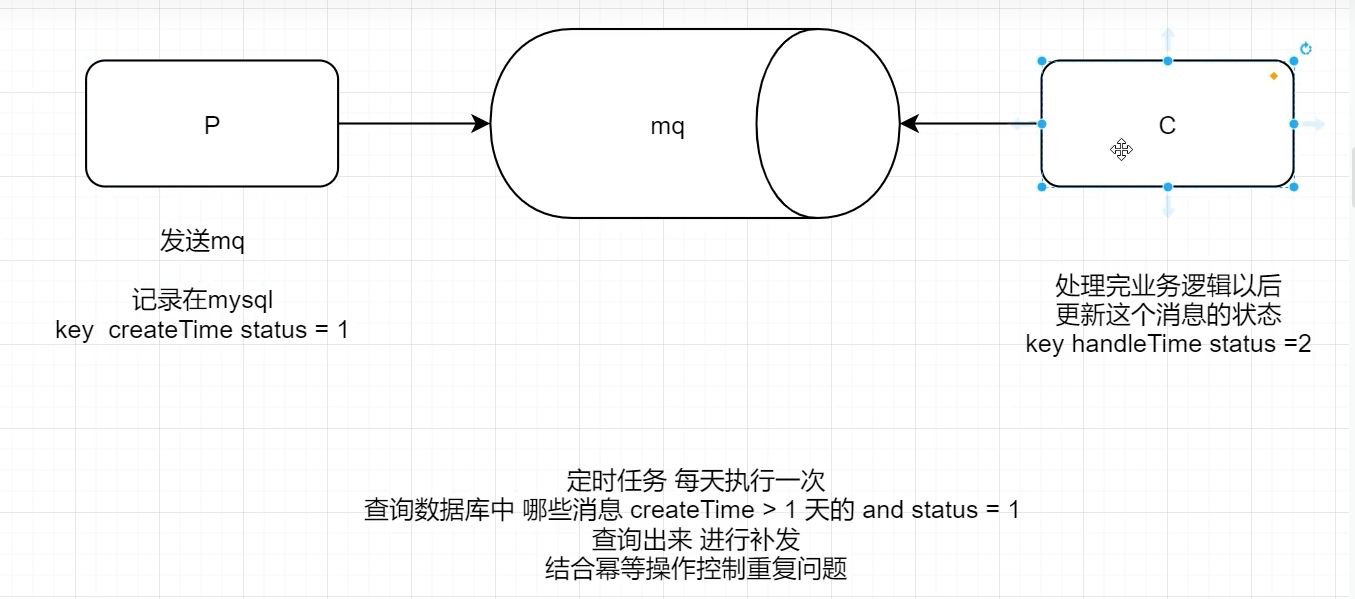 P
mq
C
发送mq
记录在mysql
key  createTime status = 1
处理完业务逻辑以后
更新这个消息的状态
key handleTime status =2
定时任务 每天执行一次
查询数据库中 哪些消息 createTime > 1 天的 and status = 1
查询出来 进行补发
结合幂等操作控制重复问题